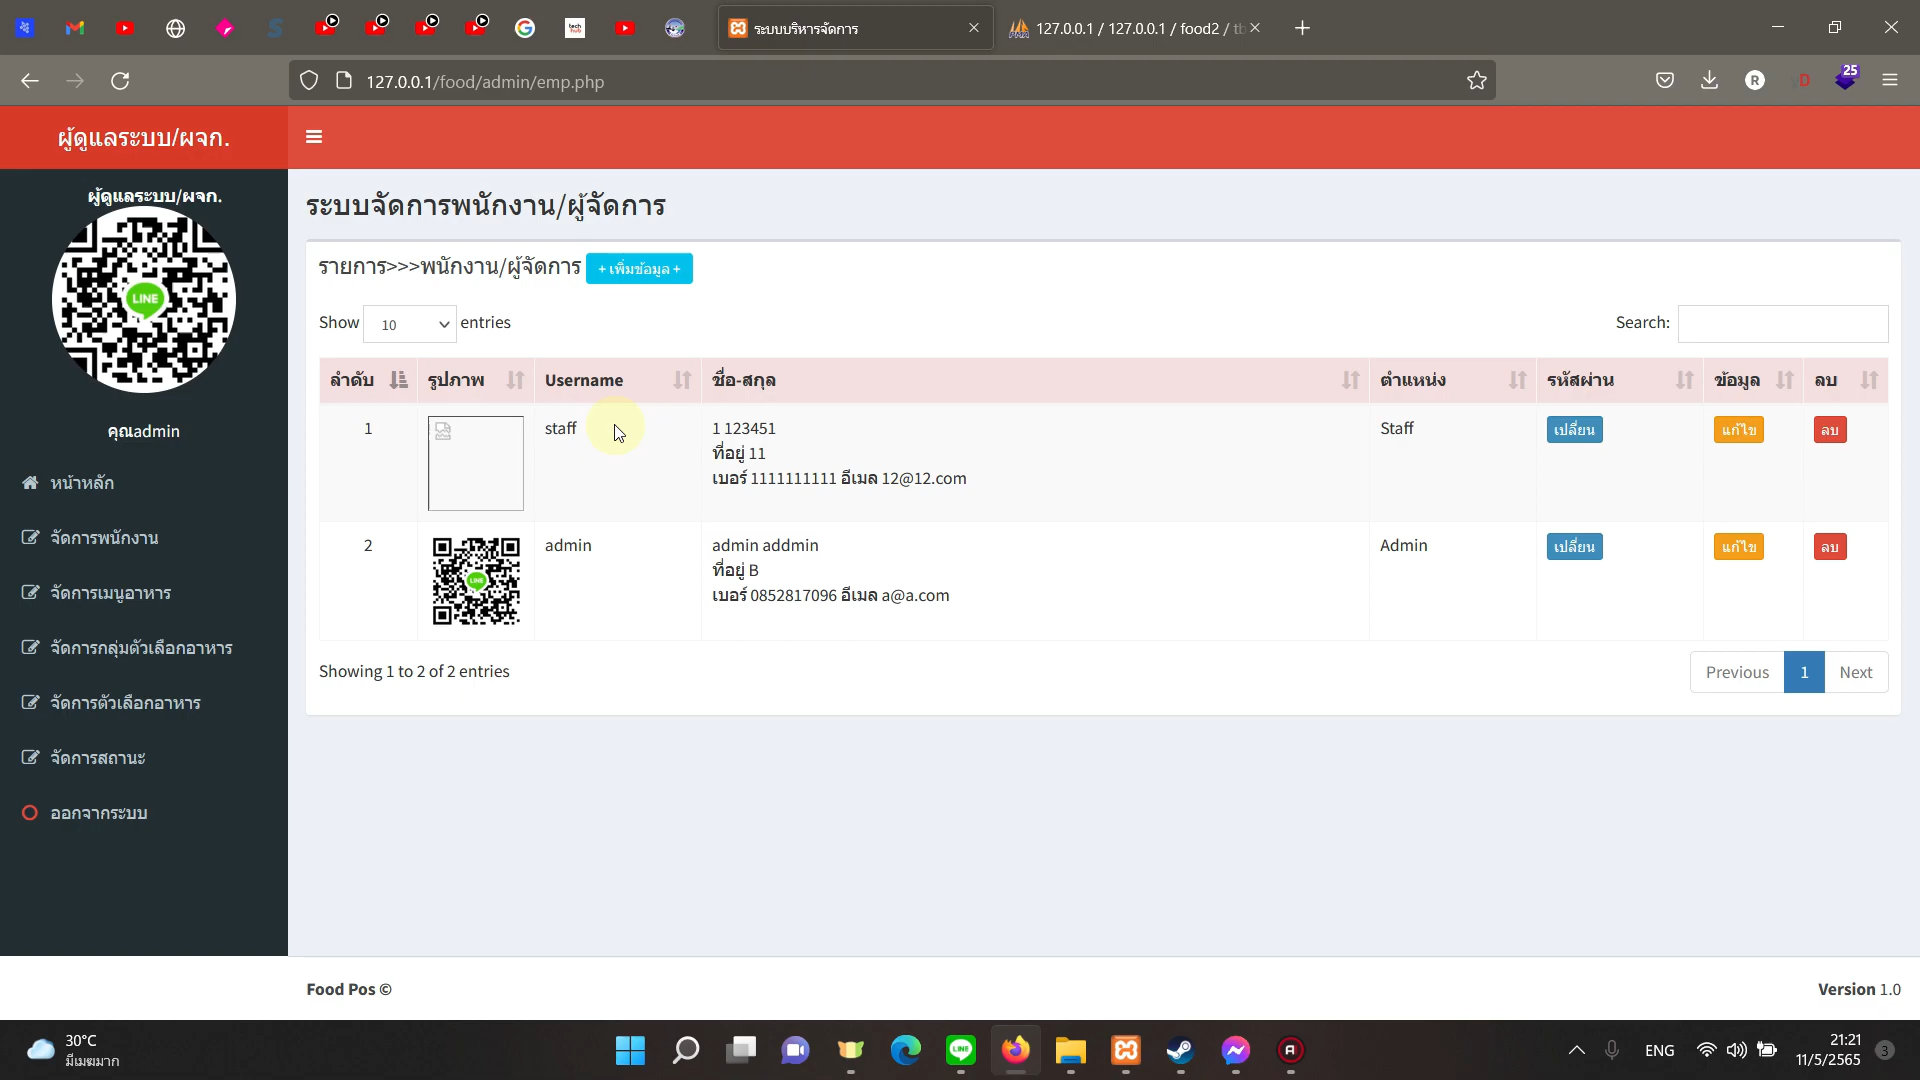 ระบบบริหารจัดการ
127.0.0.1 / 127.0.0.1 / food2 / tb
127.0.0.1/food/admin/emp.php
R
D
25
ผู้ดูแลระบบ/ผจก.
ผู้ดูแลระบบ/ผจก.
LINE
คุณadmin
หน้าหลัก
จัดการพนักงาน
จัดการเมนูอาหาร
จัดการกลุ่มตัวเลือกอาหาร
จัดการตัวเลือกอาหาร
จัดการสถานะ
ออกจากระบบ
ระบบจัดการพนักงาน/ผู้จัดการ
รายการ>>>พนักงาน/ผู้จัดการ + เพิ่มข้อมูล +
Show 10 entries
Search:
ลำดับ รูปภาพ Username ชื่อ-สกุล ตำแหน่ง รหัสผ่าน ข้อมูล ลบ
1 staff 1 123451 Staff เปลี่ยน แก้ไข ลบ
ที่อยู่ 11
เบอร์ 1111111111 อีเมล 12@12.com
2 admin admin addmin Admin เปลี่ยน แก้ไข ลบ
ที่อยู่ B
เบอร์ 0852817096 อีเมล a@a.com
Showing 1 to 2 of 2 entries
Previous 1 Next
Food Pos ©
Version 1.0
30°C
มีเมฆมาก
ENG
21:21
11/5/2565
3